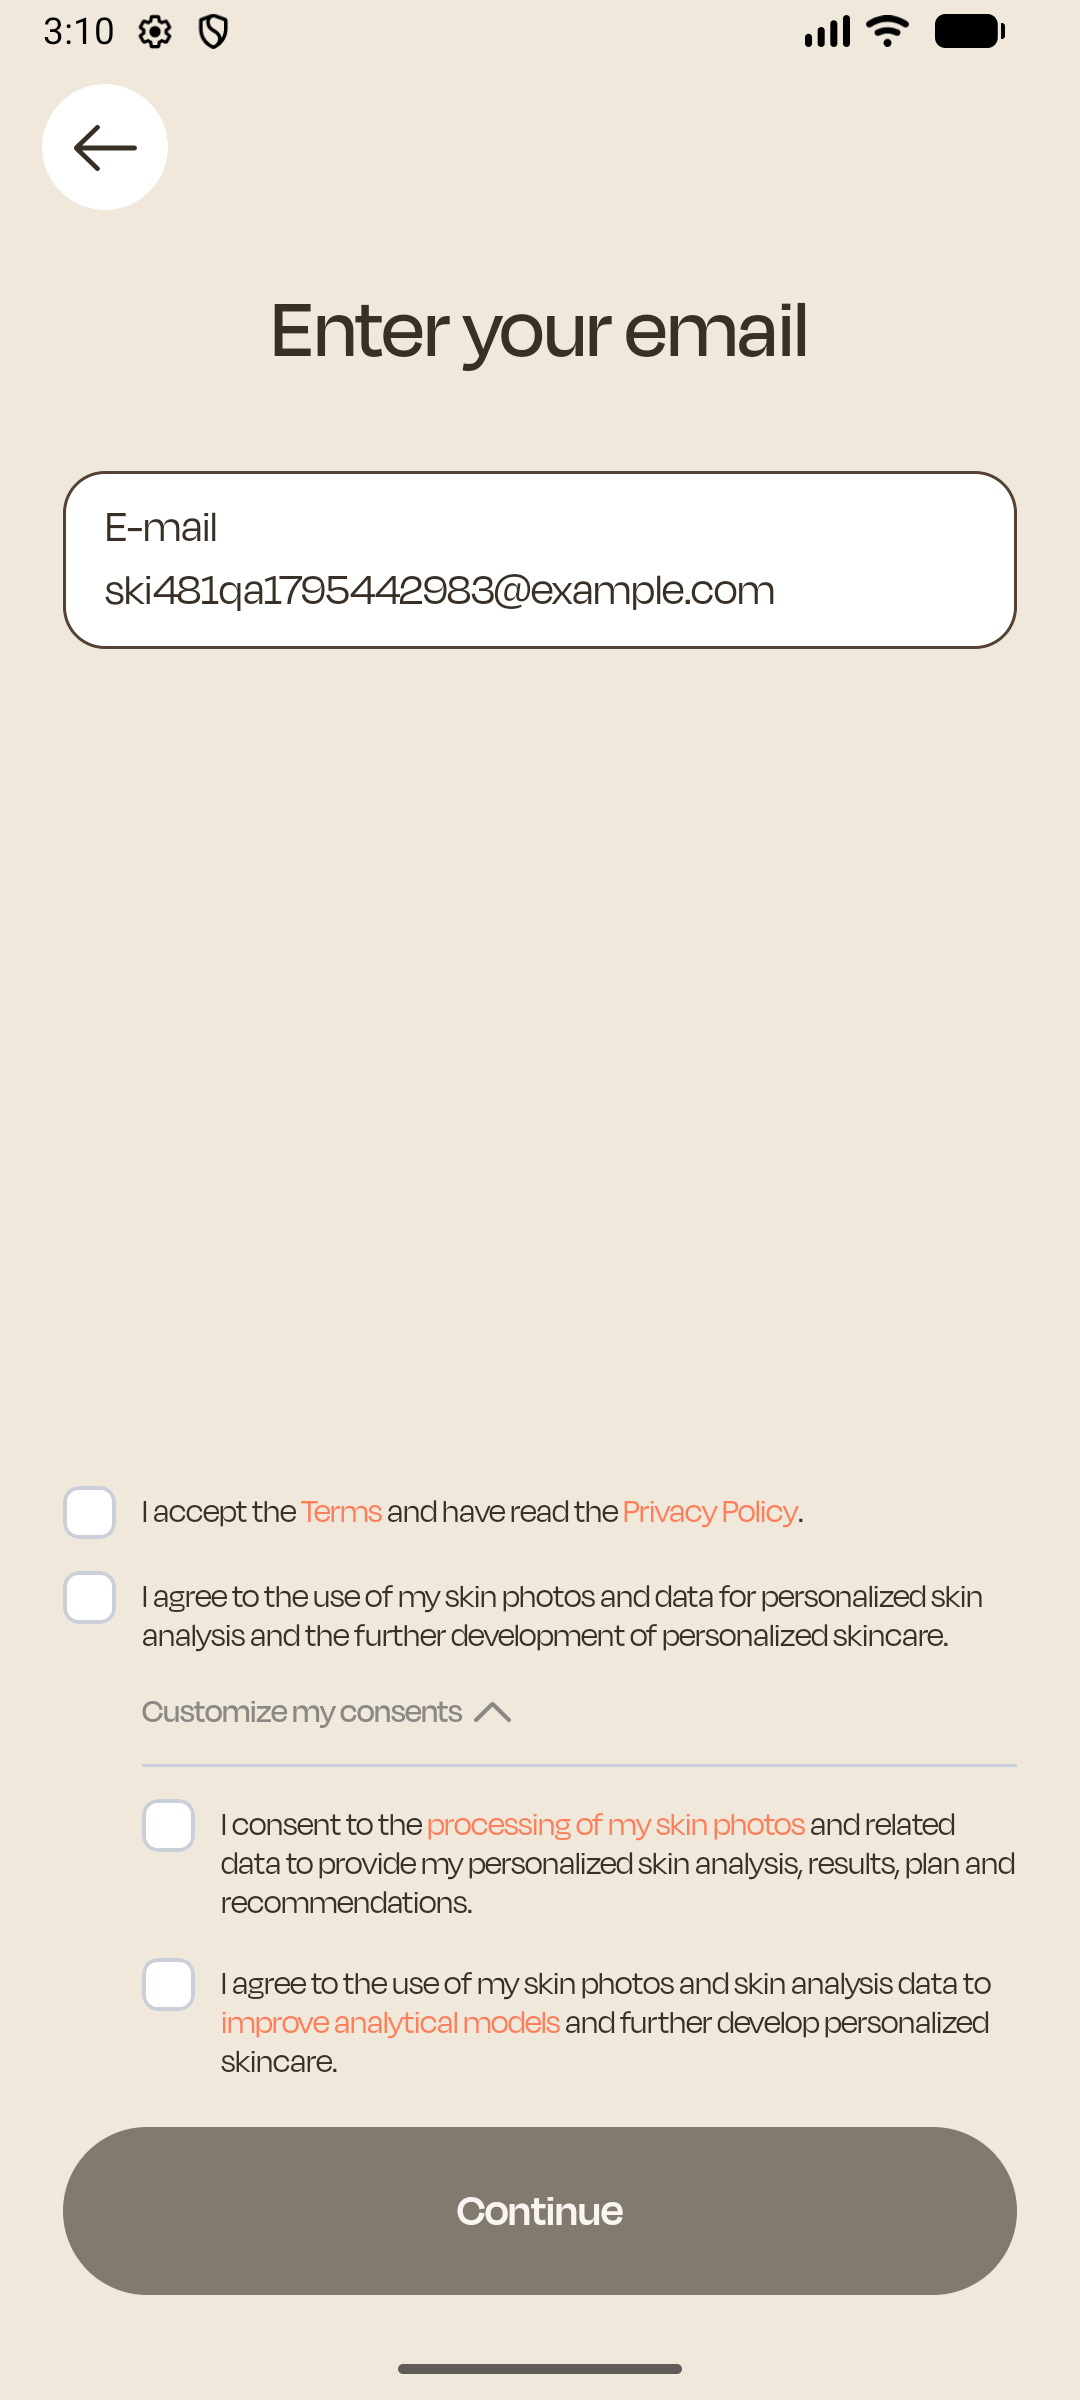 3:10
Enter your email
E-mail
ski481qa1795442983@example.com
I accept the Terms and have read the Privacy Policy.
I agree to the use of my skin photos and data for personalized skin
analysis and the further development of personalized skincare.
Customize my consents
I consent to the processing of my skin photos and related
data to provide my personalized skin analysis, results, plan and
recommendations.
I agree to the use of my skin photos and skin analysis data to
improve analytical models and further develop personalized
skincare.
Continue